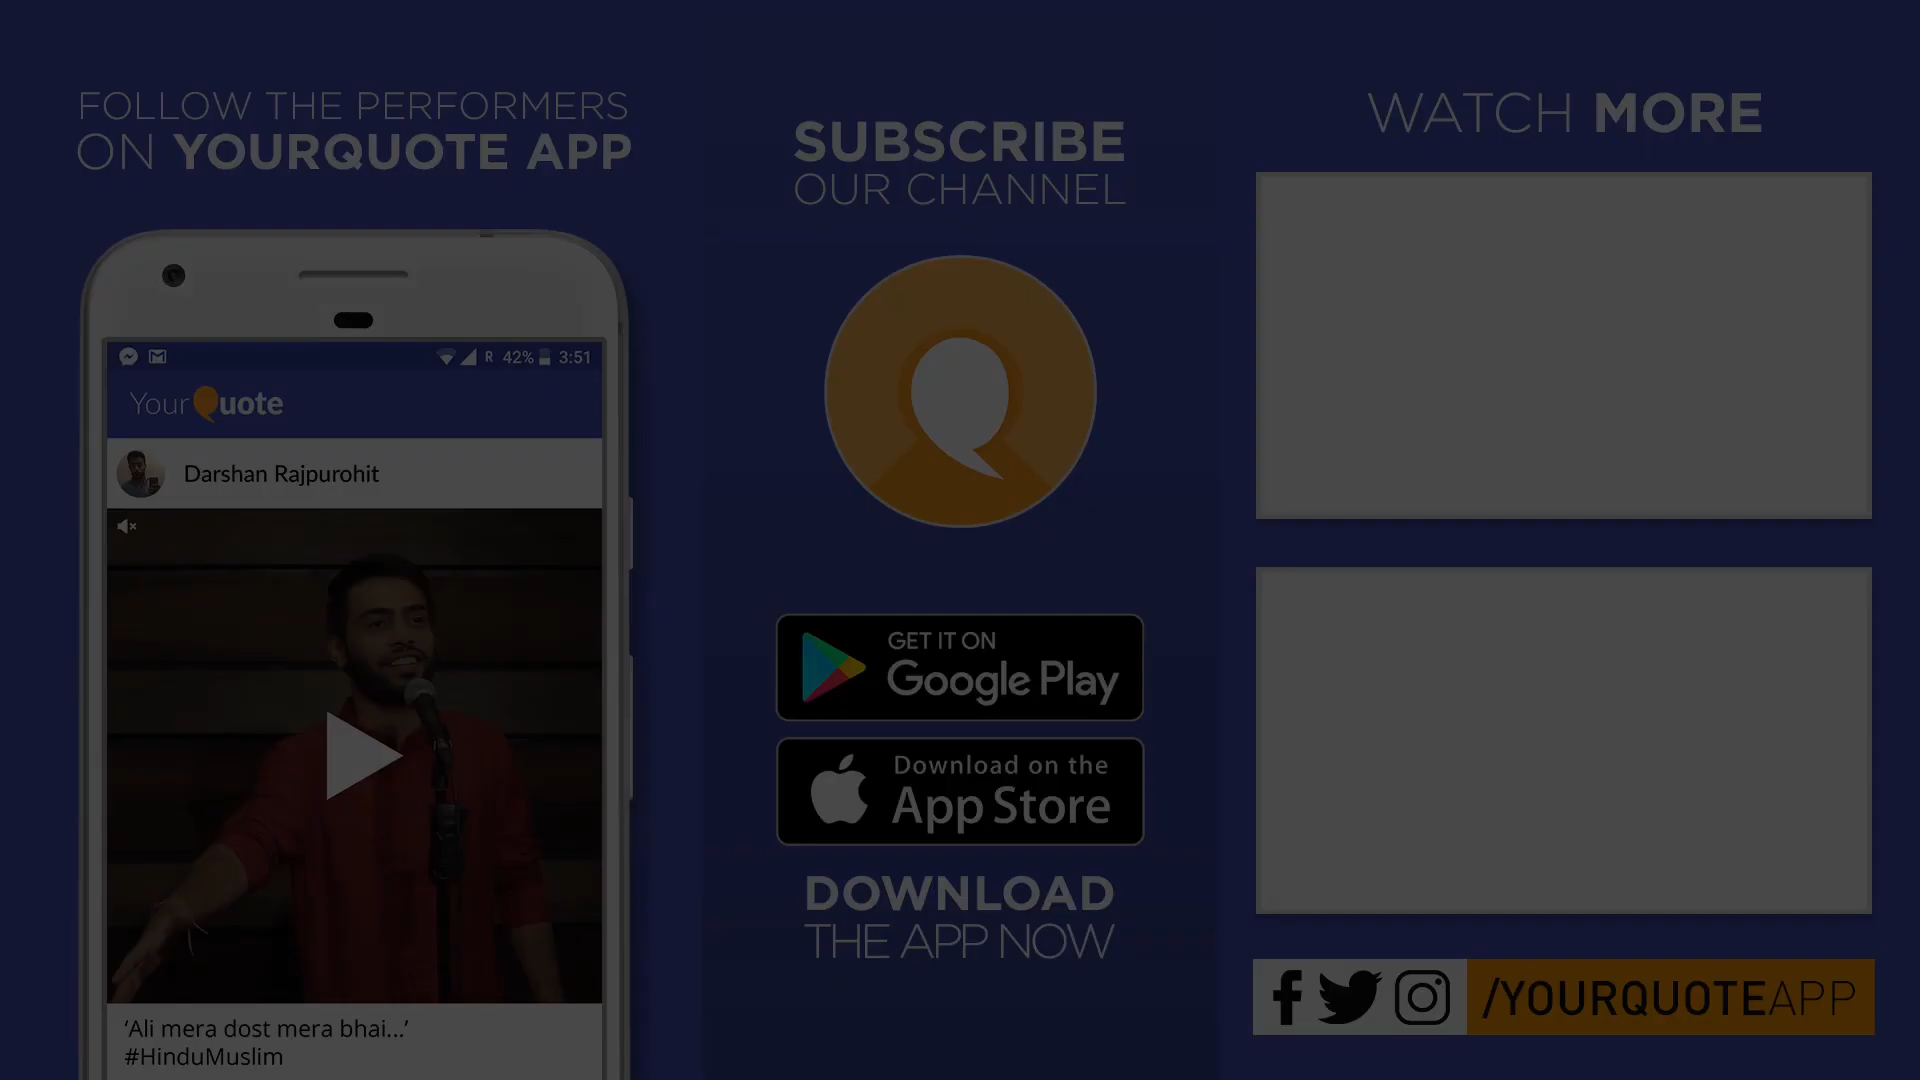 FOLLOW THE PERFORMERS
ON YOURQUOTE APP
R 42% 3:51
YourQuote
Darshan Rajpurohit
‘Ali mera dost mera bhai...’
#HinduMuslim
SUBSCRIBE
OUR CHANNEL
GET IT ON
Google Play
Download on the
App Store
DOWNLOAD
THE APP NOW
WATCH MORE
/YOURQUOTEAPP